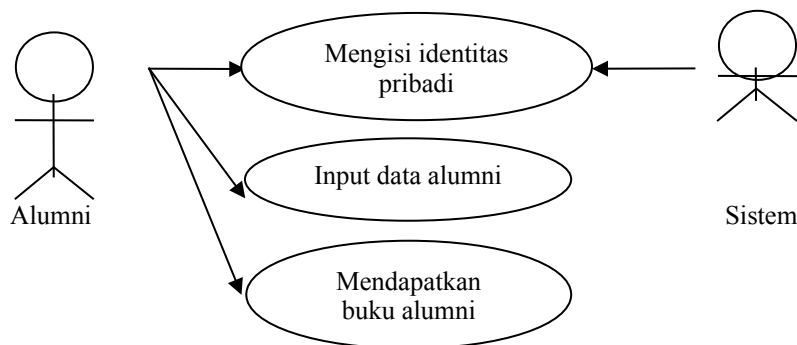 Mengisi identitas
pribadi
Input data alumni
Alumni
Sistem
Mendapatkan
buku alumni